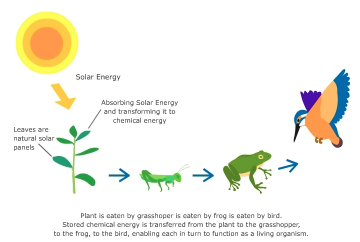 Solar Energy
Absorbing Solar Energy
and transforming it to
chemical energy
Leaves are
natural solar
panels
Plant is eaten by grasshoper is eaten by frog is eaten by bird.
Stored chemical energy is transferred from the plant to the grasshopper,
to the frog, to the bird, enabling each in turn to function as a living organism.